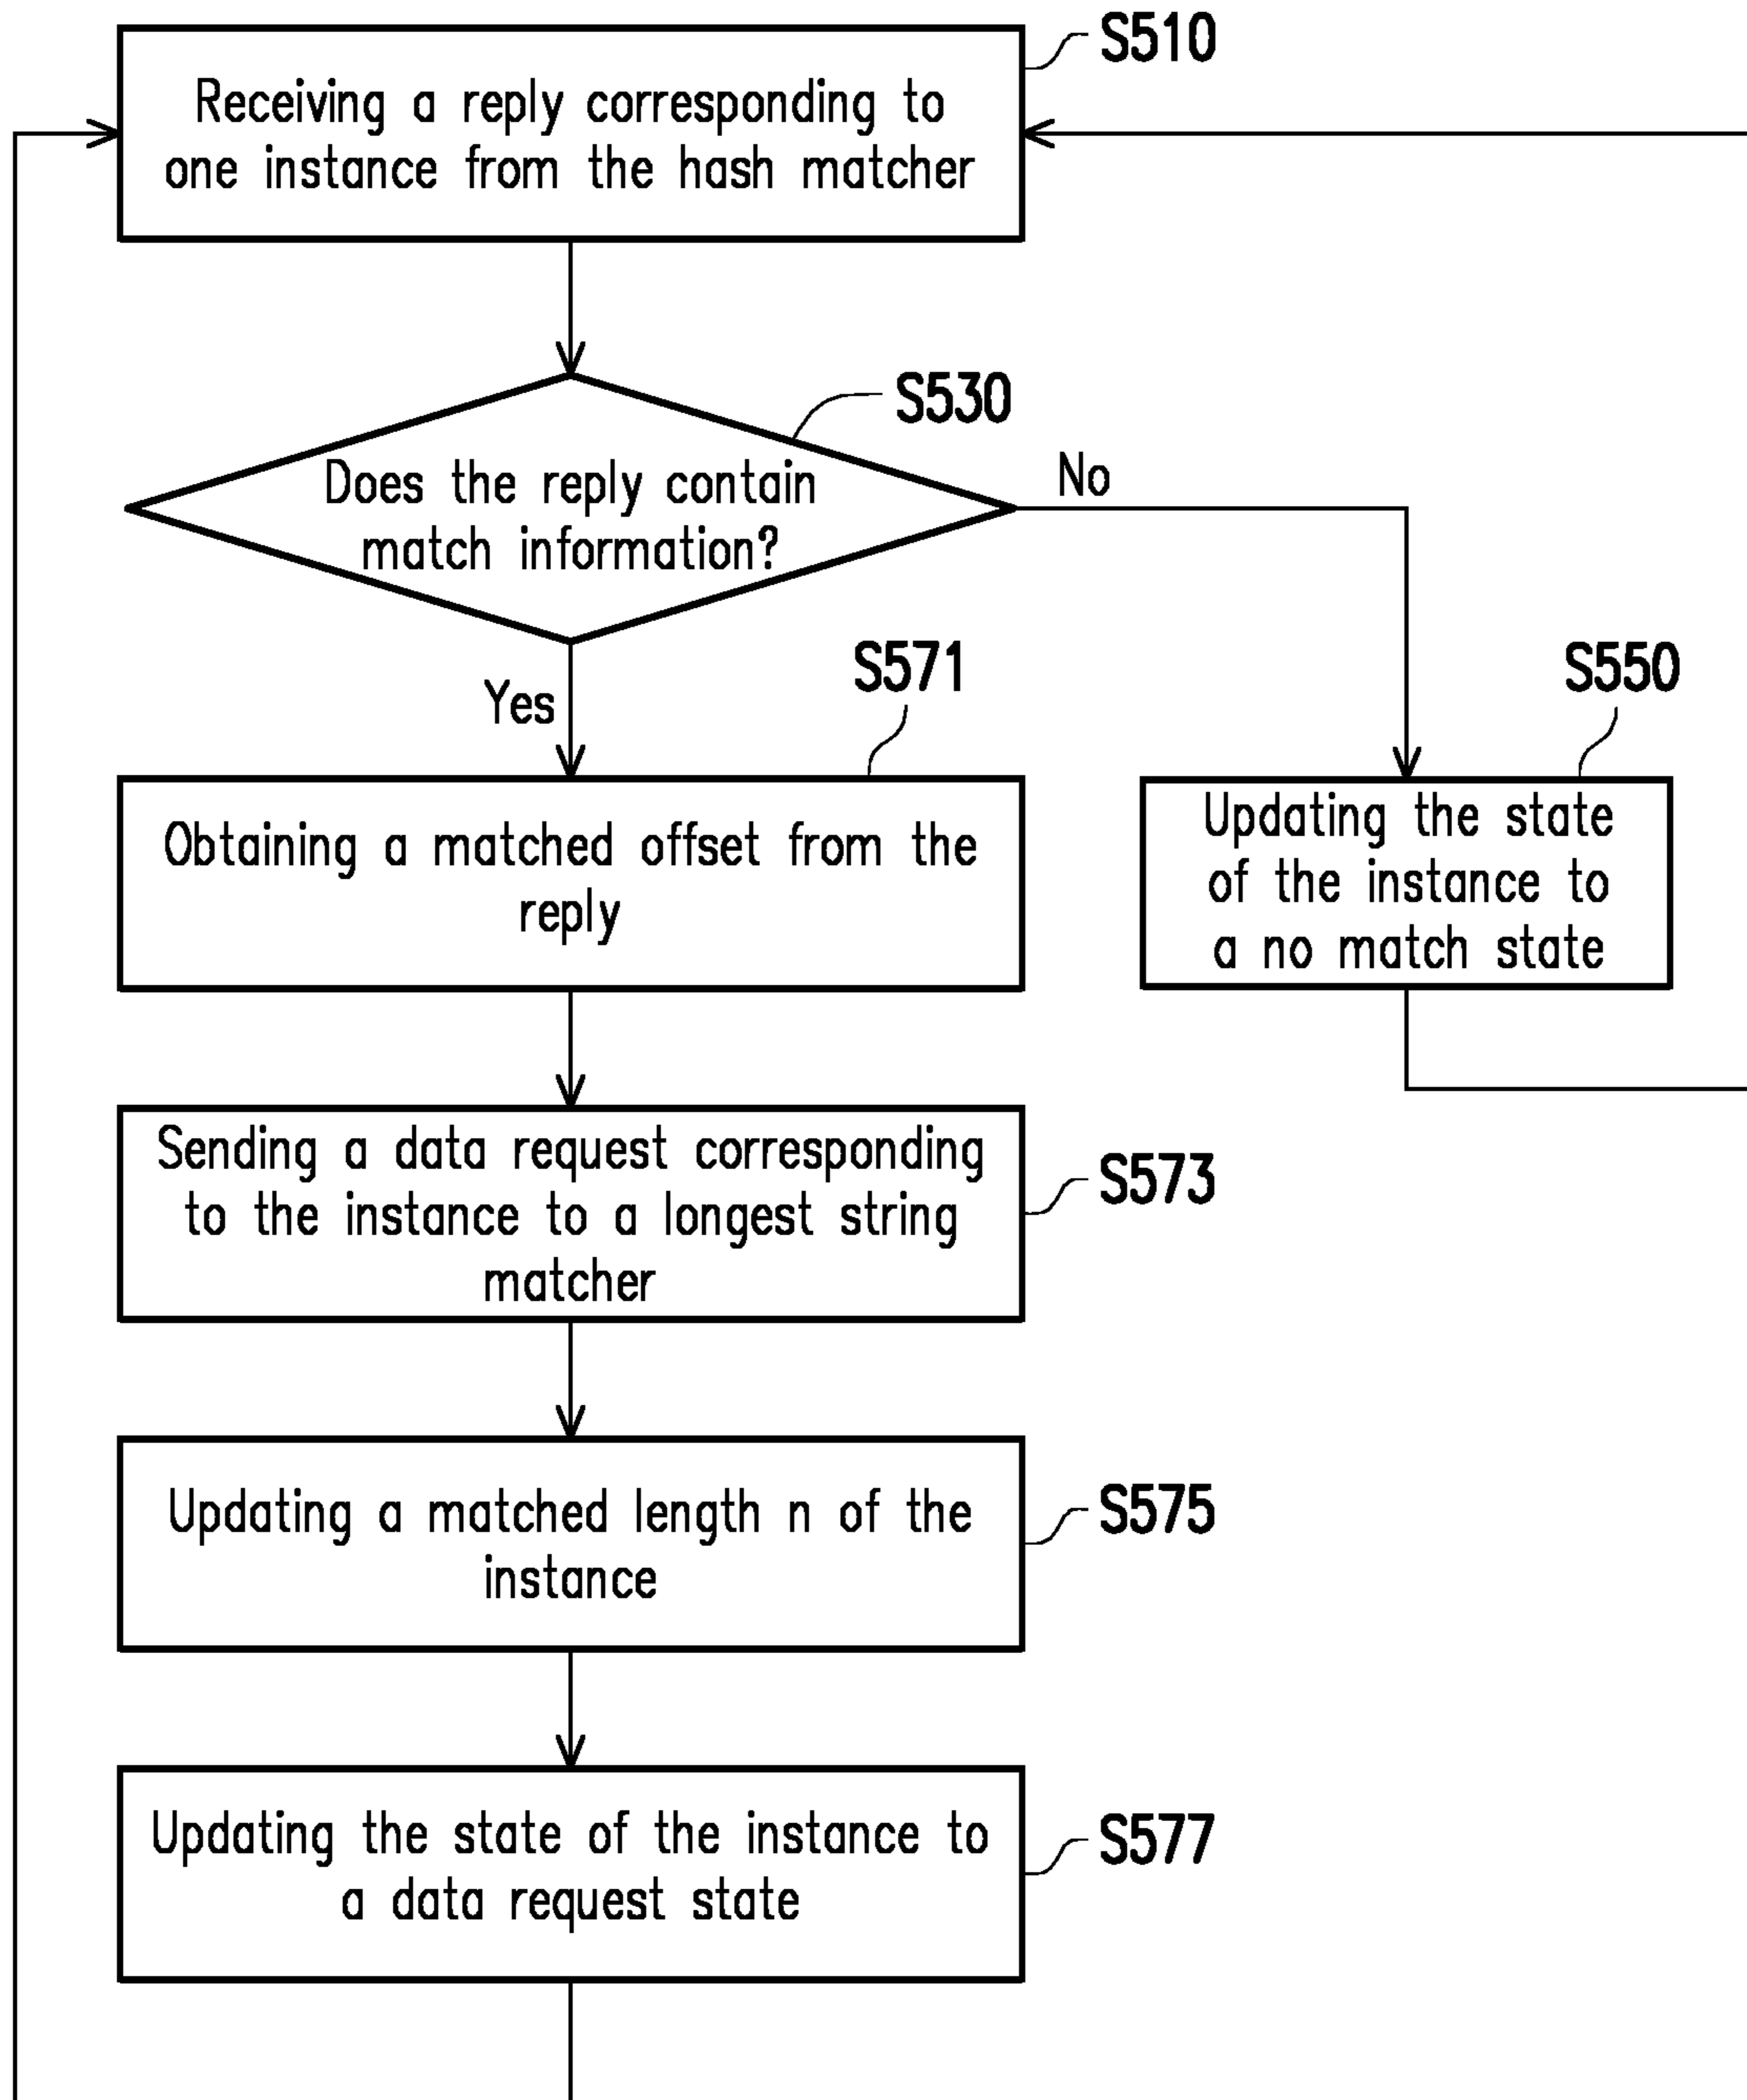 S510
Receiving a reply corresponding to
one instance from the hash matcher
S530
Does the reply contain
match information?
No
Yes
S571
S550
Obtaining a matched offset from the
reply
Updating the state
of the instance to
a no match state
Sending a data request corresponding
to the instance to a longest string
matcher
S573
Updating a matched length n of the
instance
S575
Updating the state of the instance to
a data request state
S577